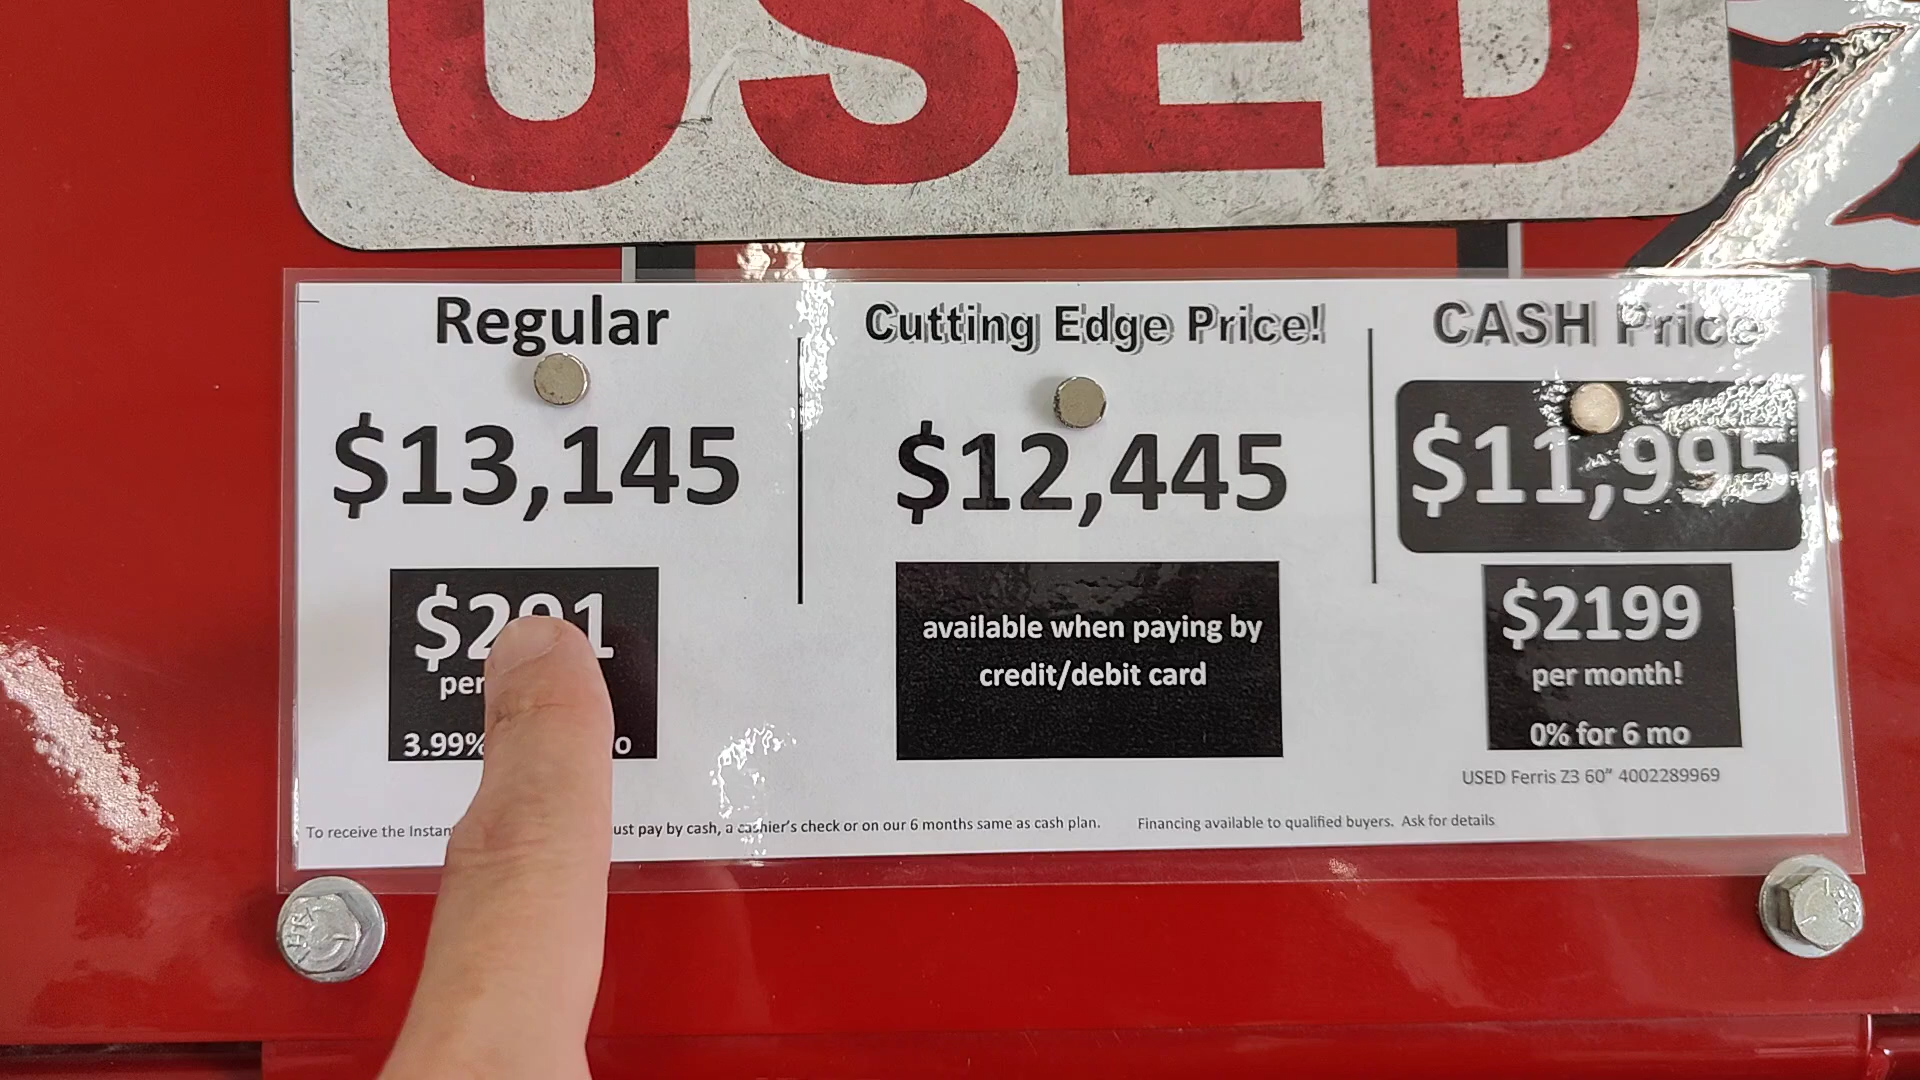 USED
Regular
$13,145
$291
per
3.99% o
Cutting Edge Price!
$12,445
available when paying by
credit/debit card
CASH Price
$11,995
$2199
per month!
0% for 6 mo
USED Ferris Z3 60" 4002289969
To receive the Instan ust pay by cash, a cashier's check or on our 6 months same as cash plan. Financing available to qualified buyers. Ask for details